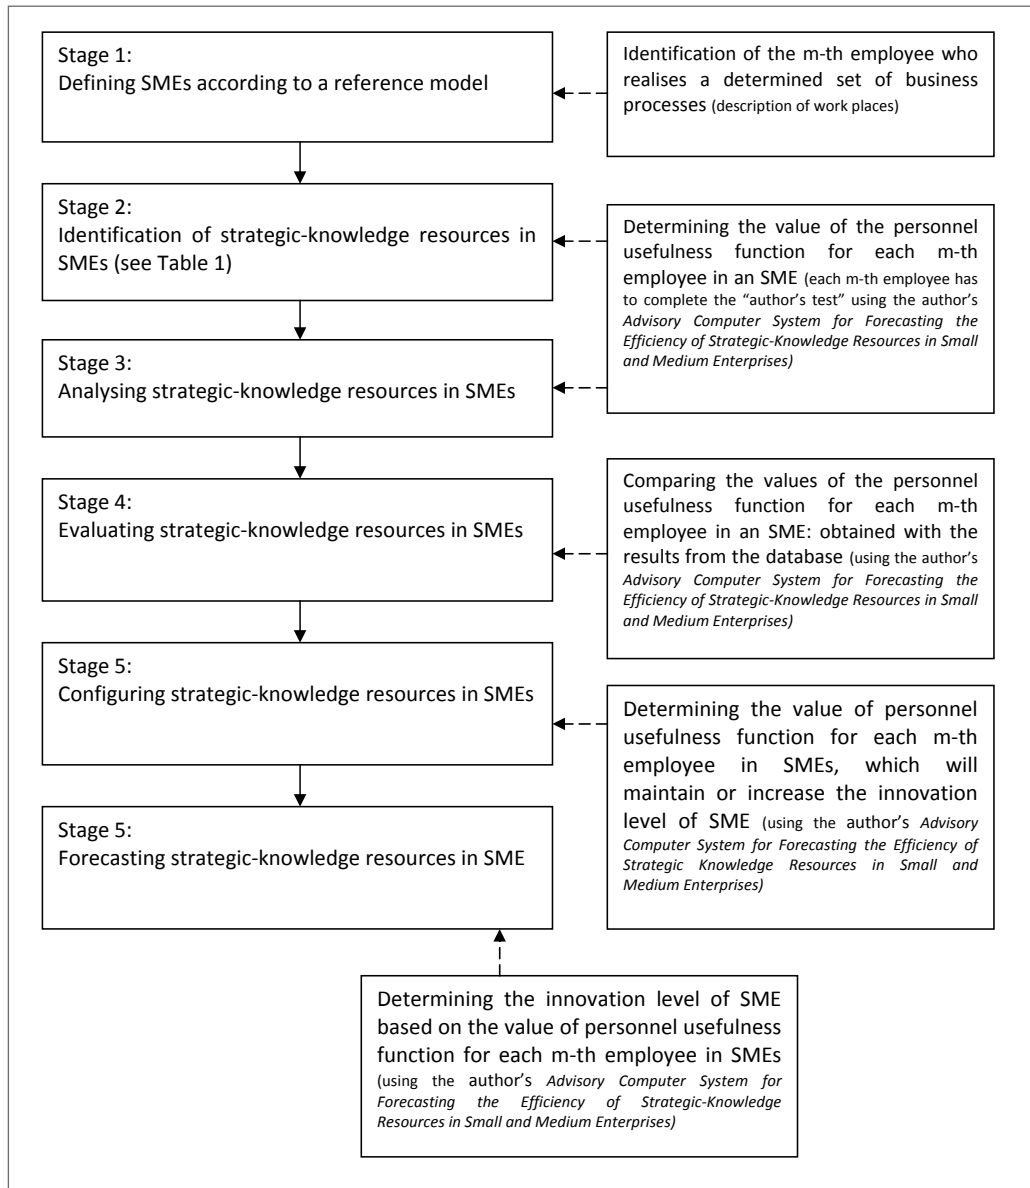 Stage 1:
Defining SMEs according to a reference model
Identification of the m-th employee who
realises a determined set of business
processes (description of work places)
Stage 2:
Identification of strategic-knowledge resources in
SMEs (see Table 1)
Determining the value of the personnel
usefulness function for each m-th
employee in an SME (each m-th employee has
to complete the “author’s test” using the author’s
Advisory Computer System for Forecasting the
Efficiency of Strategic-Knowledge Resources in Small
and Medium Enterprises)
Stage 3:
Analysing strategic-knowledge resources in SMEs
Stage 4:
Evaluating strategic-knowledge resources in SMEs
Comparing the values of the personnel
usefulness function for each m-th
employee in an SME: obtained with the
results from the database (using the author’s
Advisory Computer System for Forecasting the
Efficiency of Strategic-Knowledge Resources in Small
and Medium Enterprises)
Stage 5:
Configuring strategic-knowledge resources in SMEs
Determining the value of personnel
usefulness function for each m-th
employee in SMEs, which will
maintain or increase the innovation
level of SME (using the author’s Advisory
Computer System for Forecasting the Efficiency of
Strategic Knowledge Resources in Small and
Medium Enterprises)
Stage 5:
Forecasting strategic-knowledge resources in SME
Determining the innovation level of SME
based on the value of personnel usefulness
function for each m-th employee in SMEs
(using the author’s Advisory Computer System for
Forecasting the Efficiency of Strategic-Knowledge
Resources in Small and Medium Enterprises)